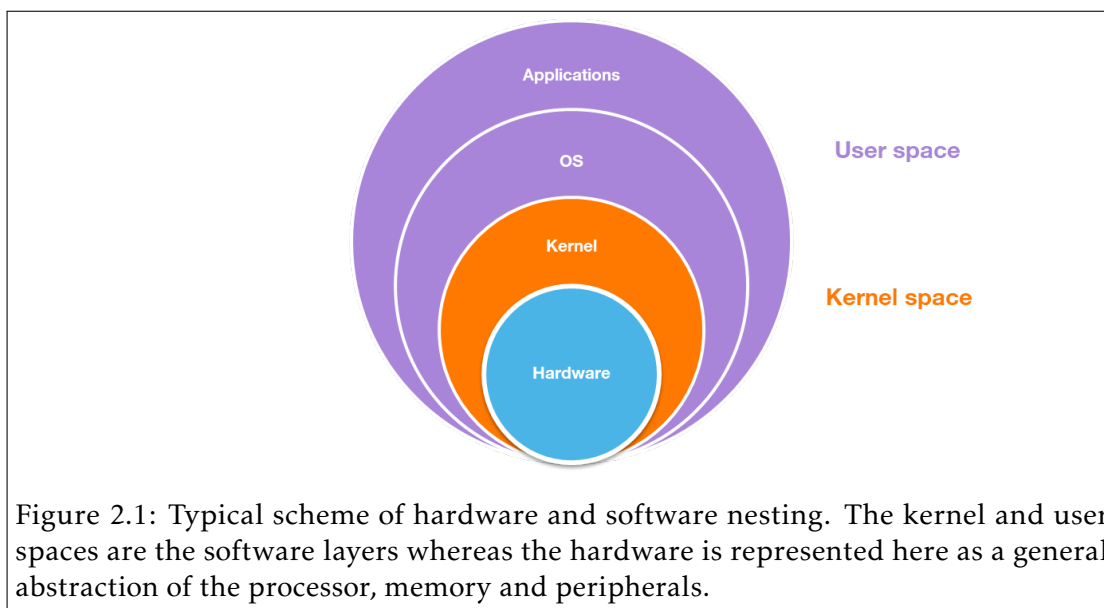 Applications
User space
OS
Kernel
Kernel space
Hardware
Figure 2.1: Typical scheme of hardware and software nesting. The kernel and user
spaces are the software layers whereas the hardware is represented here as a general
abstraction of the processor, memory and peripherals.